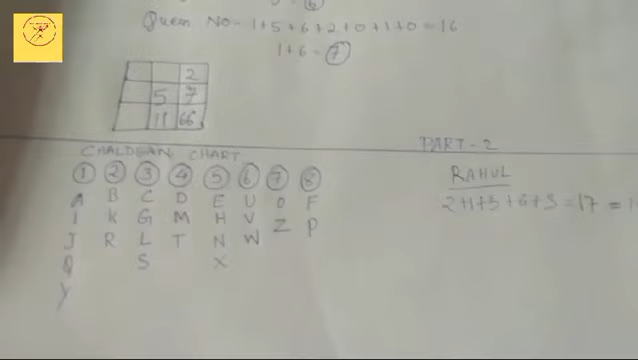 6
Queen No- 1+5+6+2+0+1+0=16
1+6=7
2
5 7
11 66
PART-2
CHALDEAN CHART
1 2 3 4 5 6 7 8
A B C D E U O F
I K G M H V Z P
J R L T N W
Q S X
Y
RAHUL
2+1+5+6+3=17=